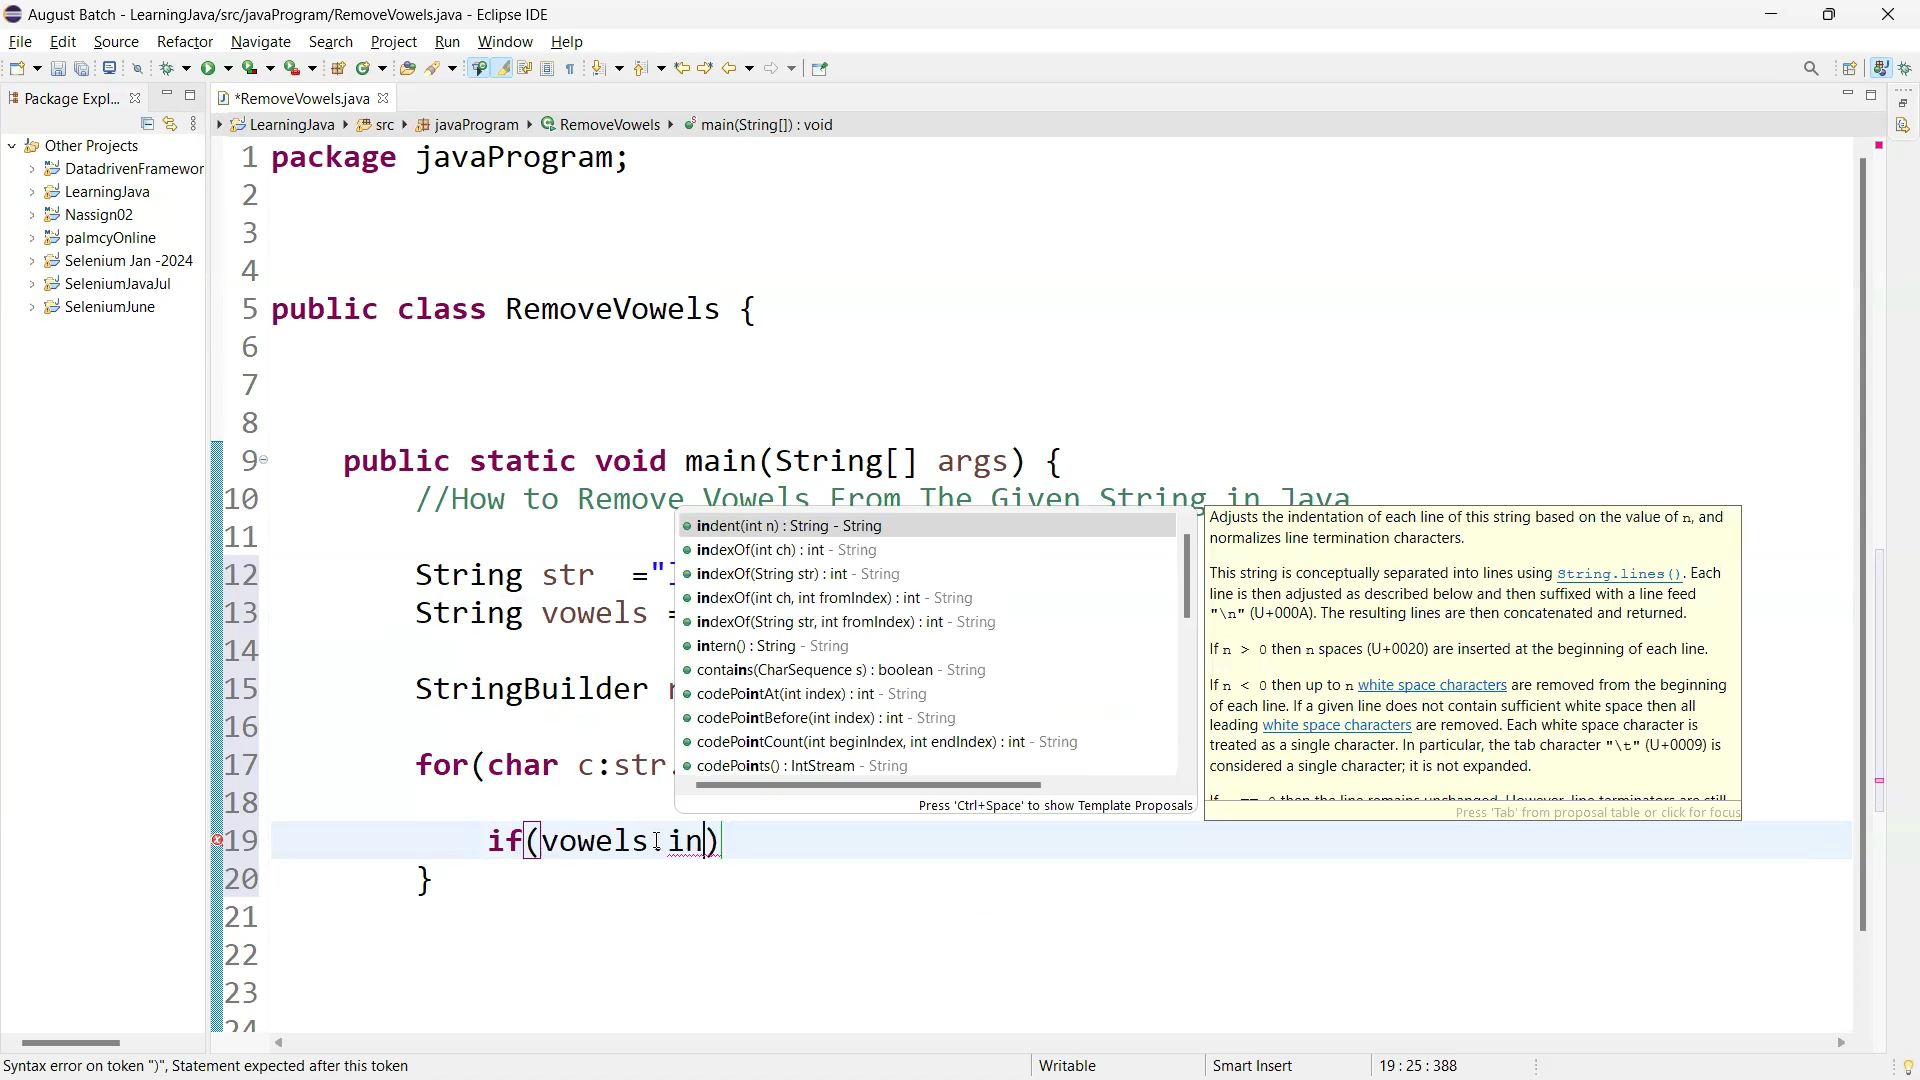 August Batch - LearningJava/src/javaProgram/RemoveVowels.java - Eclipse IDE
File Edit Source Refactor Navigate Search Project Run Window Help
Package Expl... *RemoveVowels.java
LearningJava src javaProgram RemoveVowels main(String[]) : void
Other Projects
DatadrivenFramewor
LearningJava
Nassign02
palmcyOnline
Selenium Jan -2024
SeleniumJavaJul
SeleniumJune
1 package javaProgram;
2
3
4
5 public class RemoveVowels {
6
7
8
9 public static void main(String[] args) {
10 //How to Remove Vowels From The Given String in Java
11
12 String str ="
13 String vowels =
14
15 StringBuilder
16
17 for(char c:str.
18
19 if(vowels.in)
20 }
21
22
23
24
indent(int n) : String - String
indexOf(int ch) : int - String
indexOf(String str) : int - String
indexOf(int ch, int fromIndex) : int - String
indexOf(String str, int fromIndex) : int - String
intern() : String - String
contains(CharSequence s) : boolean - String
codePointAt(int index) : int - String
codePointBefore(int index) : int - String
codePointCount(int beginIndex, int endIndex) : int - String
codePoints() : IntStream - String
Press 'Ctrl+Space' to show Template Proposals
Adjusts the indentation of each line of this string based on the value of n, and
normalizes line termination characters.
This string is conceptually separated into lines using String.lines(). Each
line is then adjusted as described below and then suffixed with a line feed
"\n" (U+000A). The resulting lines are then concatenated and returned.
If n > 0 then n spaces (U+0020) are inserted at the beginning of each line.
If n < 0 then up to n white space characters are removed from the beginning
of each line. If a given line does not contain sufficient white space then all
leading white space characters are removed. Each white space character is
treated as a single character. In particular, the tab character "\t" (U+0009) is
considered a single character; it is not expanded.
If n == 0 then the line remains unchanged. However, line terminators are still
Press 'Tab' from proposal table or click for focus
Syntax error on token ")", Statement expected after this token
Writable
Smart Insert
19 : 25 : 388